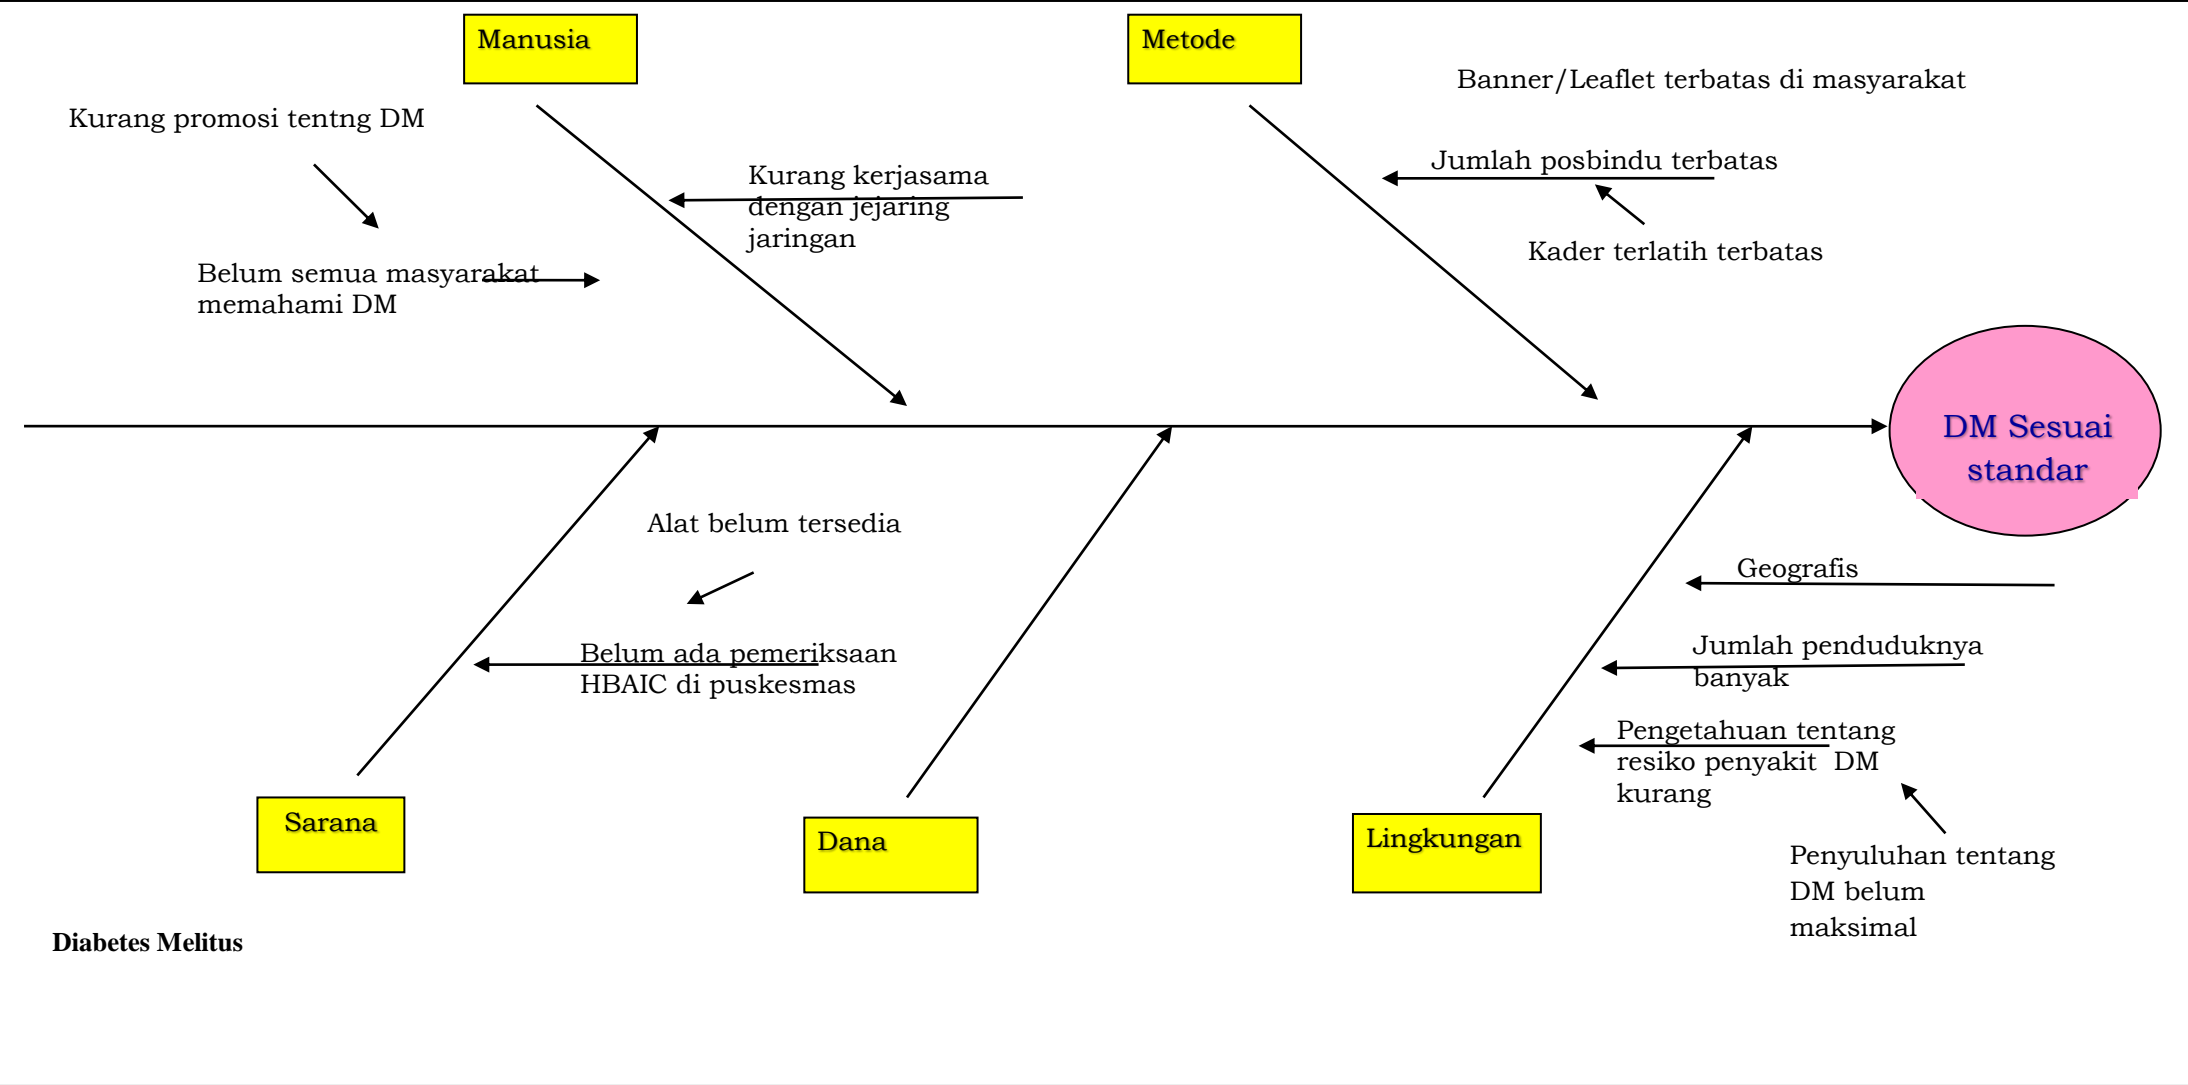 Manusia
Metode
Banner/Leaflet terbatas di masyarakat
Kurang promosi tentng DM
Jumlah posbindu terbatas
Kurang kerjasama
dengan jejaring
jaringan
Kader terlatih terbatas
Belum semua masyarakat
memahami DM
DM Sesuai
standar
Alat belum tersedia
Geografis
Belum ada pemeriksaan
HBAIC di puskesmas
Jumlah penduduknya
banyak
Pengetahuan tentang
resiko penyakit  DM
kurang
Sarana
Dana
Lingkungan
Penyuluhan tentang
DM belum
maksimal
Diabetes Melitus